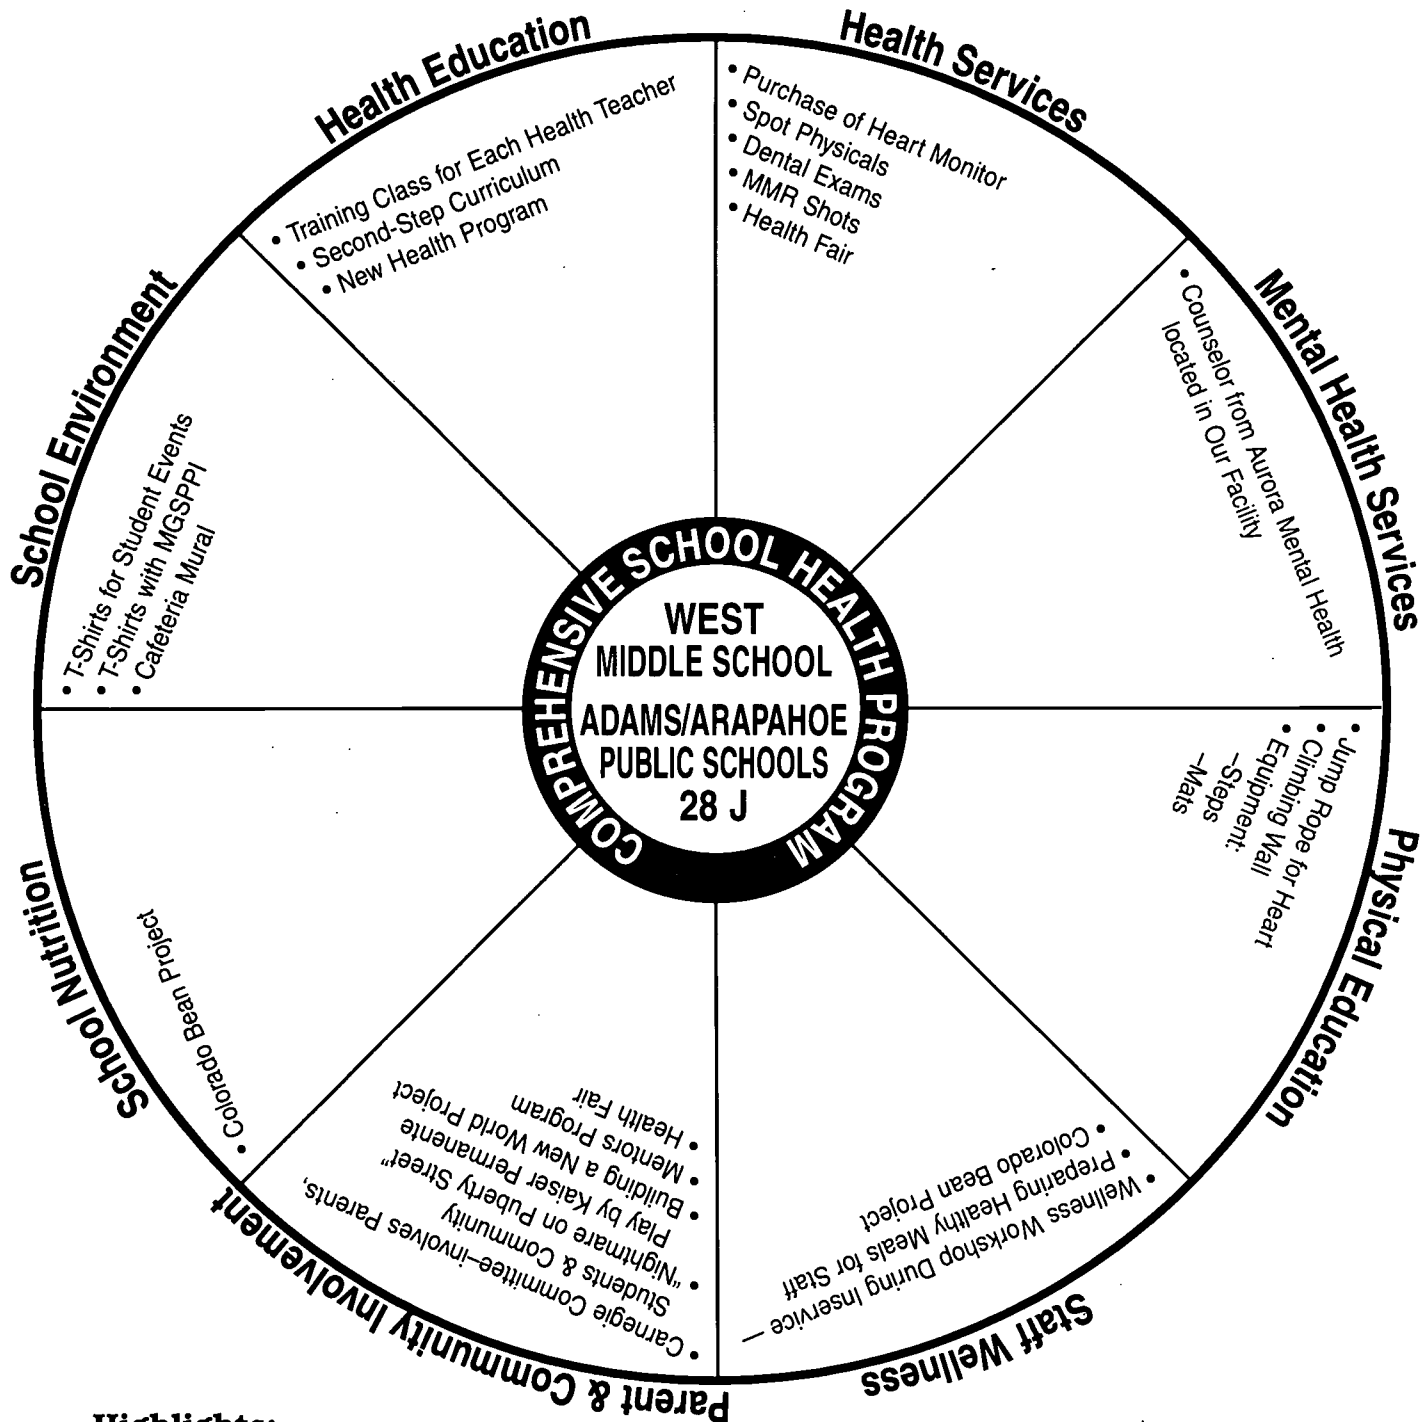 Health Education
• Training Class for Each Health Teacher
• Second-Step Curriculum
• New Health Program
Health Services
• Purchase of Heart Monitor
• Spot Physicals
• Dental Exams
• MMR Shots
• Health Fair
Mental Health Services
• Counselor from Aurora Mental Health
located in Our Facility
Physical Education
• Jump Rope for Heart
• Climbing Wall
• Equipment:
–Steps
–Mats
Staff Wellness
• Wellness Workshop During Inservice —
• Preparing Healthy Meals for Staff
• Colorado Bean Project
Parent & Community Involvement
• Carnegie Committee–involves Parents,
Students & Community
• "Nightmare on Puberty Street"
Play by Kaiser Permanente
• Building a New World Project
• Mentors Program
• Health Fair
School Nutrition
• Colorado Bean Project
School Environment
• T-Shirts for Student Events
• T-Shirts with MGSPPI
• Cafeteria Mural
COMPREHENSIVE SCHOOL HEALTH PROGRAM
WEST
MIDDLE SCHOOL
ADAMS/ARAPAHOE
PUBLIC SCHOOLS
28 J
Highlights: